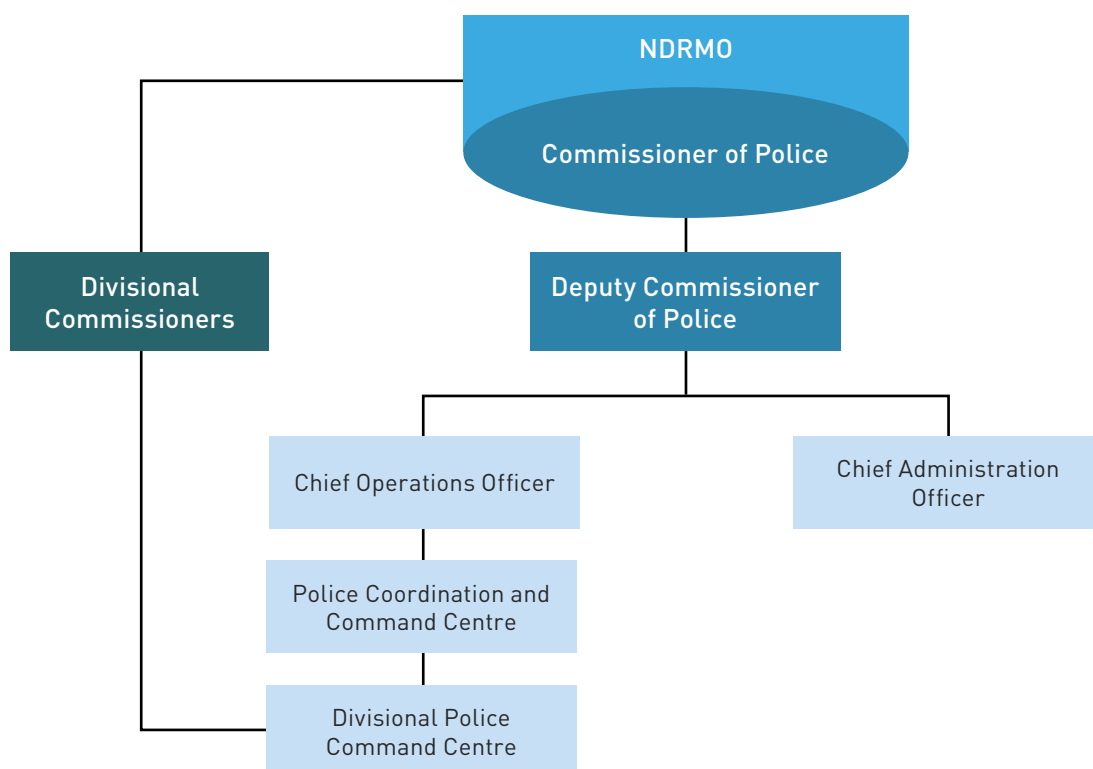 NDRMO
Commissioner of Police
Divisional
Commissioners
Deputy Commissioner
of Police
Chief Operations Officer
Chief Administration
Officer
Police Coordination and
Command Centre
Divisional Police
Command Centre